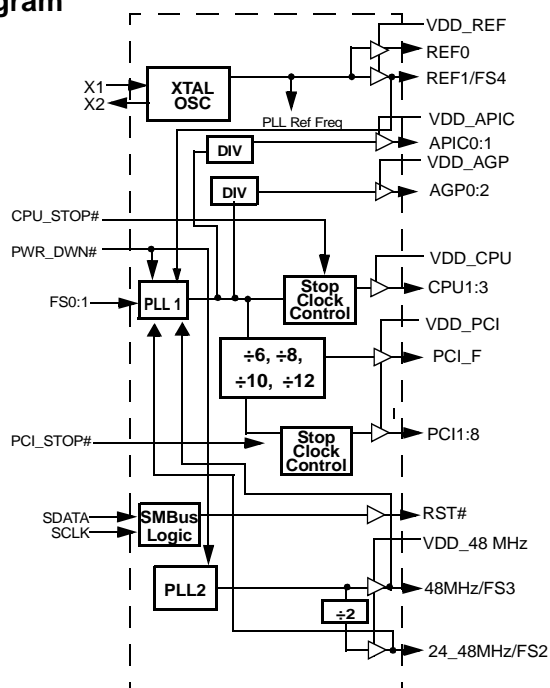 gram
VDD_REF
REF0
X1
X2
XTAL
OSC
REF1/FS4
PLL Ref Freq
VDD_APIC
DIV
APIC0:1
VDD_AGP
DIV
AGP0:2
CPU_STOP#
PWR_DWN#
VDD_CPU
FS0:1
PLL 1
Stop
Clock
Control
CPU1:3
VDD_PCI
÷6, ÷8,
÷10, ÷12
PCI_F
PCI_STOP#
Stop
Clock
Control
PCI1:8
SDATA
SCLK
SMBus
Logic
RST#
VDD_48 MHz
PLL2
48MHz/FS3
÷2
24_48MHz/FS2